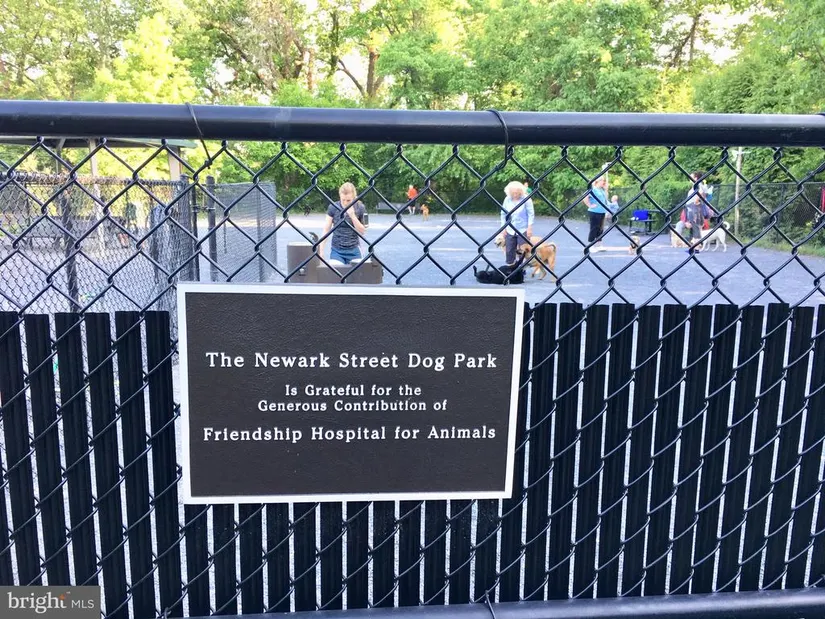 The Newark Street Dog Park
Is Grateful for the
Generous Contribution of
Friendship Hospital for Animals
bright MLS